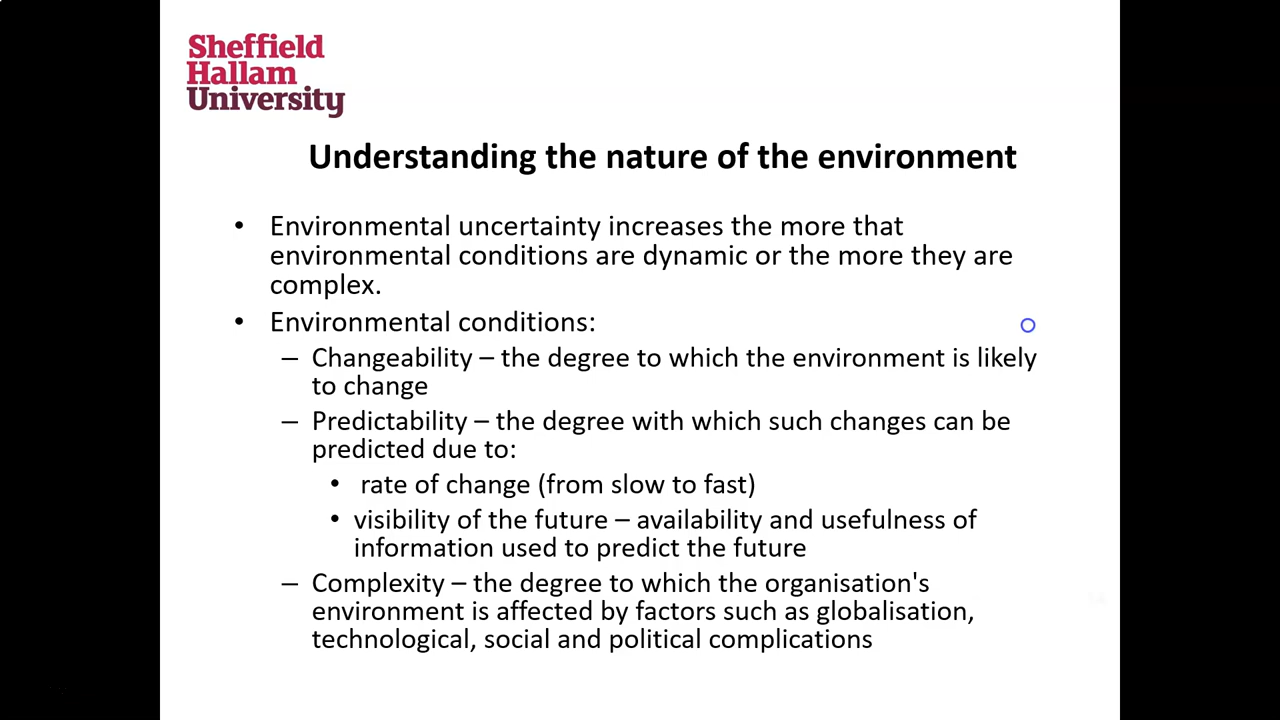 Sheffield
Hallam
University
Understanding the nature of the environment
• Environmental uncertainty increases the more that
environmental conditions are dynamic or the more they are
complex.
• Environmental conditions:
– Changeability – the degree to which the environment is likely
to change
– Predictability – the degree with which such changes can be
predicted due to:
• rate of change (from slow to fast)
• visibility of the future – availability and usefulness of
information used to predict the future
– Complexity – the degree to which the organisation's
environment is affected by factors such as globalisation,
technological, social and political complications